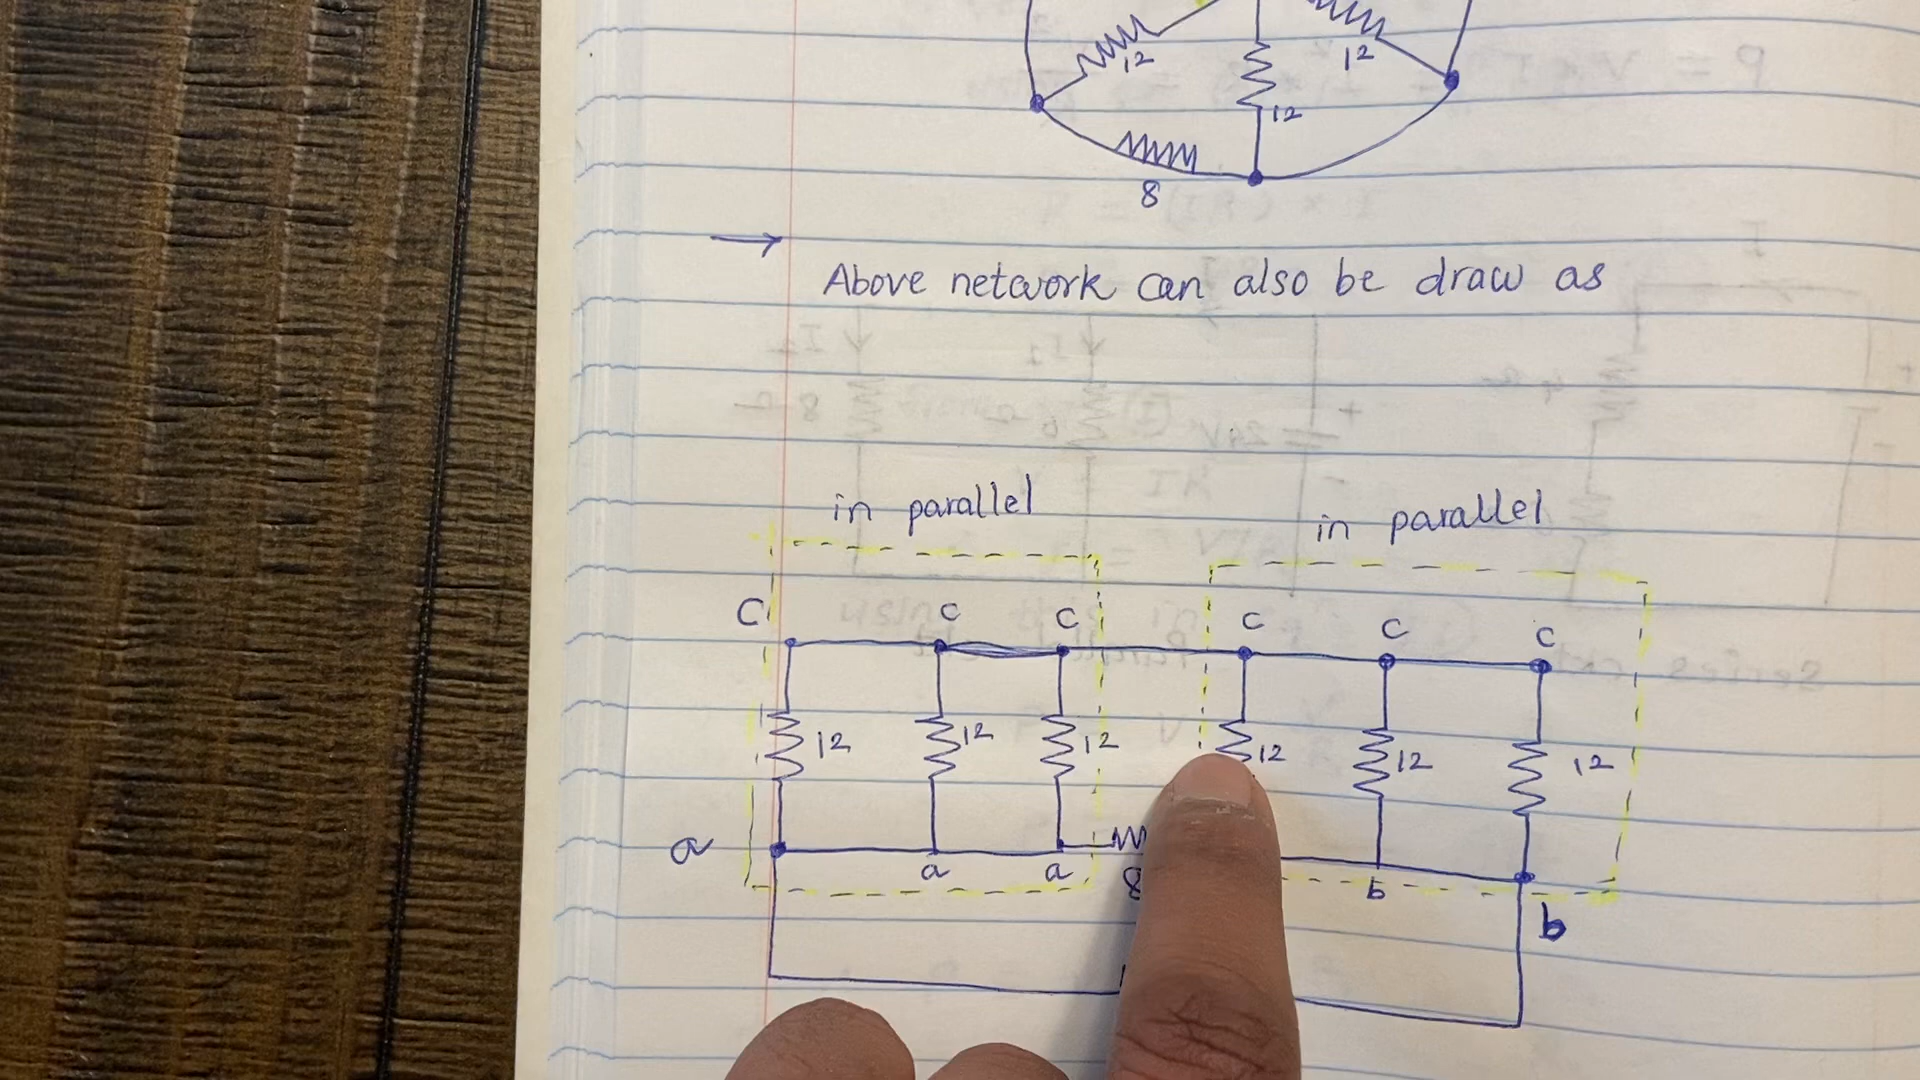 12 12
12
8
Above network can also be draw as
in parallel in parallel
C c c c c c
12 12 12 12 12 12
a a a 8 b b